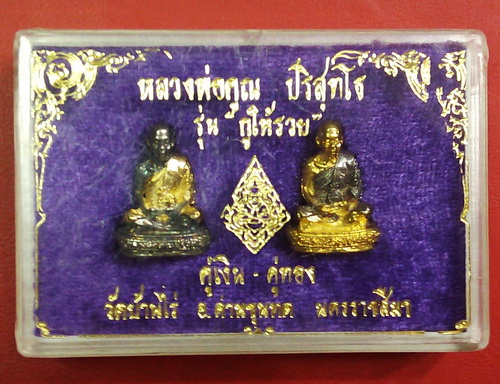 หลวงพ่อคูณ ปริสุทโธ
รุ่น "กูให้รวย"
คู่เงิน - คู่ทอง
วัดบ้านไร่ อ.ด่านขุนทด นครราชสีมา